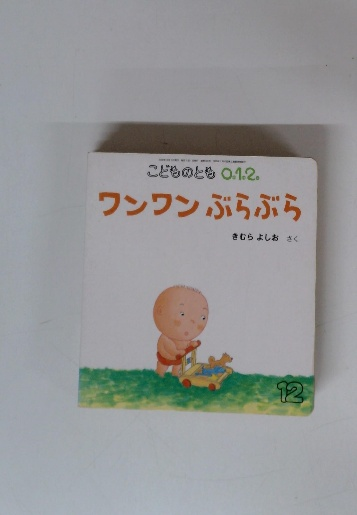 こどものとも 0.1.2.
ワンワン ぶらぶら
きむら よしお さく
12